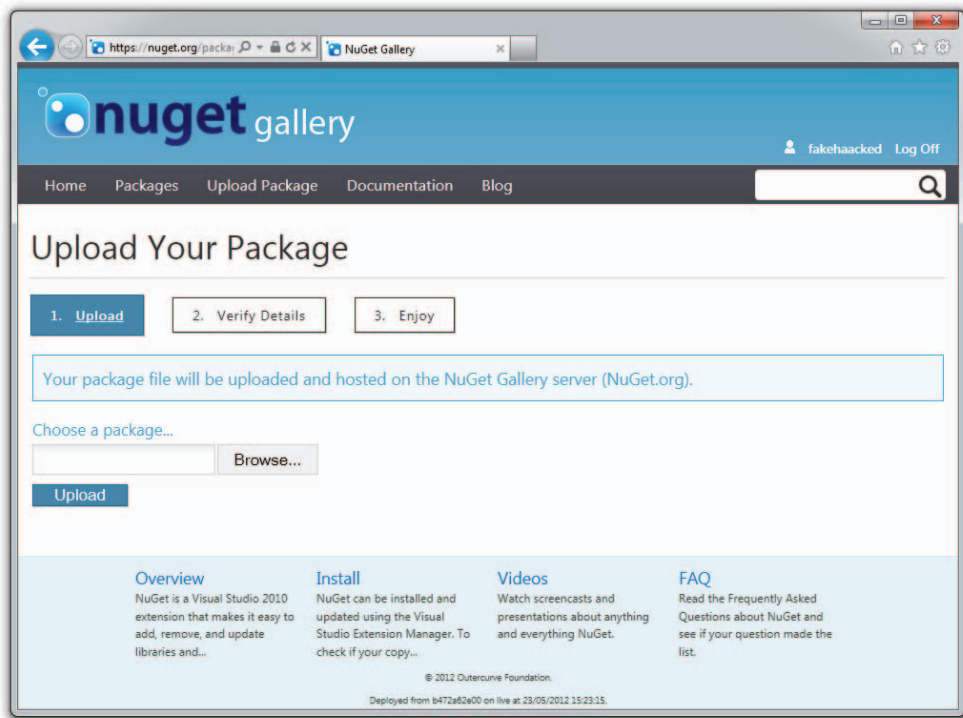 https://nuget.org/packa
NuGet Gallery
nuget gallery
fakehaacked Log Off
Home Packages Upload Package Documentation Blog
Upload Your Package
1. Upload 2. Verify Details 3. Enjoy
Your package file will be uploaded and hosted on the NuGet Gallery server (NuGet.org).
Choose a package...
Browse...
Upload
Overview
NuGet is a Visual Studio 2010
extension that makes it easy to
add, remove, and update
libraries and...
Install
NuGet can be installed and
updated using the Visual
Studio Extension Manager. To
check if your copy...
Videos
Watch screencasts and
presentations about anything
and everything NuGet.
FAQ
Read the Frequently Asked
Questions about NuGet and
see if your question made the
list.
© 2012 Outercurve Foundation.
Deployed from b472a62e00 on live at 23/05/2012 15:23:15.